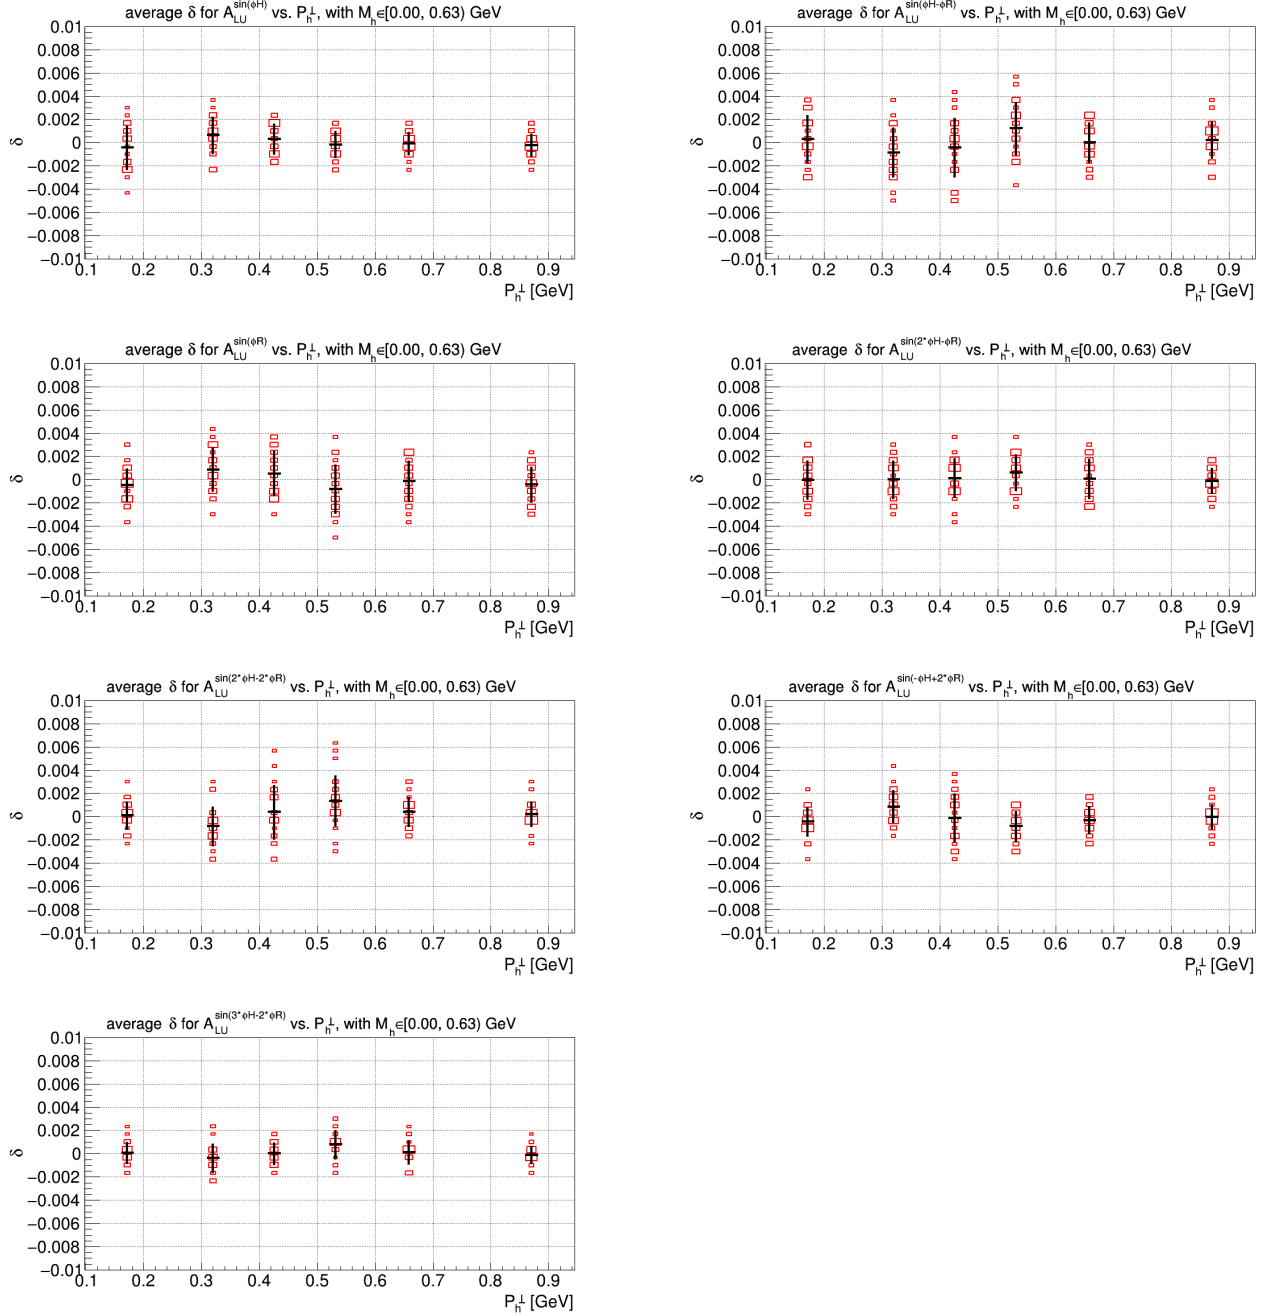 average δ for A_LU^sin(φH) vs. P_h^⊥, with M_h∈[0.00, 0.63) GeV
0.01
0.008
0.006
0.004
0.002
0
−0.002
−0.004
−0.006
−0.008
−0.01
δ
0.1 0.2 0.3 0.4 0.5 0.6 0.7 0.8 0.9
P_h^⊥ [GeV]
average δ for A_LU^sin(φH-φR) vs. P_h^⊥, with M_h∈[0.00, 0.63) GeV
0.01
0.008
0.006
0.004
0.002
0
−0.002
−0.004
−0.006
−0.008
−0.01
δ
0.1 0.2 0.3 0.4 0.5 0.6 0.7 0.8 0.9
P_h^⊥ [GeV]
average δ for A_LU^sin(φR) vs. P_h^⊥, with M_h∈[0.00, 0.63) GeV
0.01
0.008
0.006
0.004
0.002
0
−0.002
−0.004
−0.006
−0.008
−0.01
δ
0.1 0.2 0.3 0.4 0.5 0.6 0.7 0.8 0.9
P_h^⊥ [GeV]
average δ for A_LU^sin(2*φH-φR) vs. P_h^⊥, with M_h∈[0.00, 0.63) GeV
0.01
0.008
0.006
0.004
0.002
0
−0.002
−0.004
−0.006
−0.008
−0.01
δ
0.1 0.2 0.3 0.4 0.5 0.6 0.7 0.8 0.9
P_h^⊥ [GeV]
average δ for A_LU^sin(2*φH-2*φR) vs. P_h^⊥, with M_h∈[0.00, 0.63) GeV
0.01
0.008
0.006
0.004
0.002
0
−0.002
−0.004
−0.006
−0.008
−0.01
δ
0.1 0.2 0.3 0.4 0.5 0.6 0.7 0.8 0.9
P_h^⊥ [GeV]
average δ for A_LU^sin(-φH+2*φR) vs. P_h^⊥, with M_h∈[0.00, 0.63) GeV
0.01
0.008
0.006
0.004
0.002
0
−0.002
−0.004
−0.006
−0.008
−0.01
δ
0.1 0.2 0.3 0.4 0.5 0.6 0.7 0.8 0.9
P_h^⊥ [GeV]
average δ for A_LU^sin(3*φH-2*φR) vs. P_h^⊥, with M_h∈[0.00, 0.63) GeV
0.01
0.008
0.006
0.004
0.002
0
−0.002
−0.004
−0.006
−0.008
−0.01
δ
0.1 0.2 0.3 0.4 0.5 0.6 0.7 0.8 0.9
P_h^⊥ [GeV]